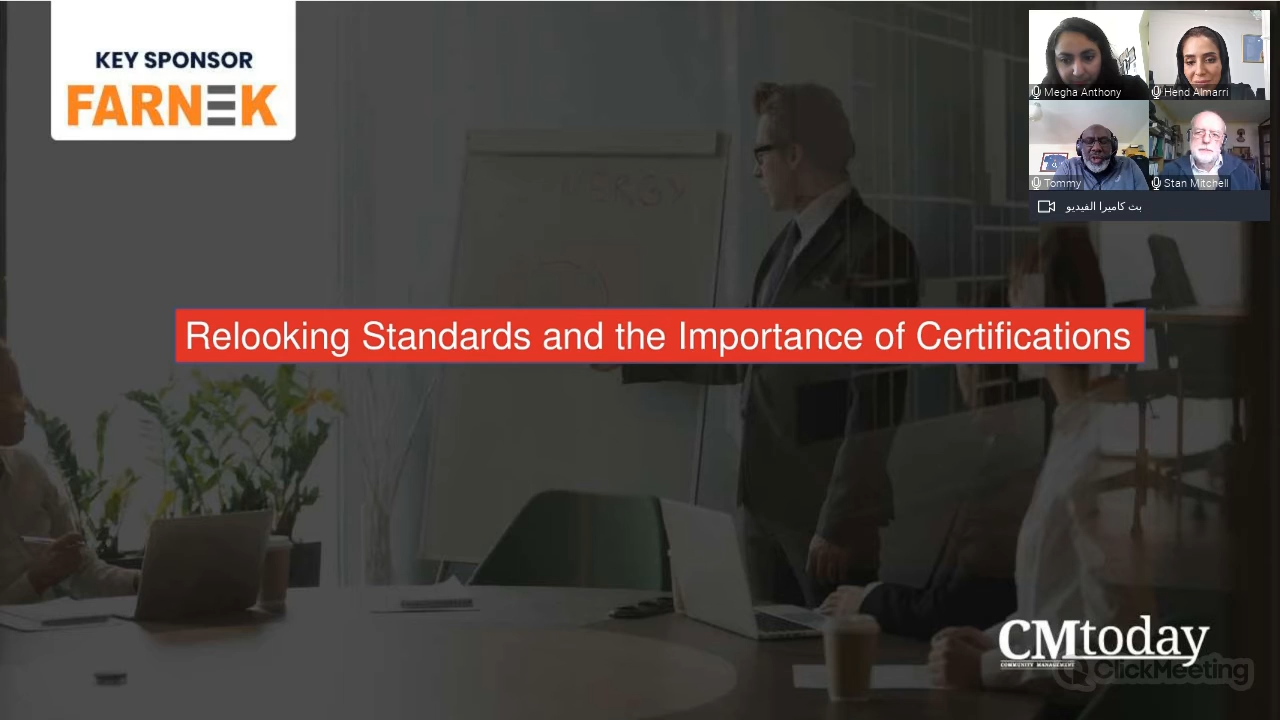 KEY SPONSOR
FARNEK
Megha Anthony
Hend Almarri
Tommy
Stan Mitchell
بث كاميرا الفيديو
Relooking Standards and the Importance of Certifications
CMtoday
COMMUNITY MANAGEMENT
ClickMeeting